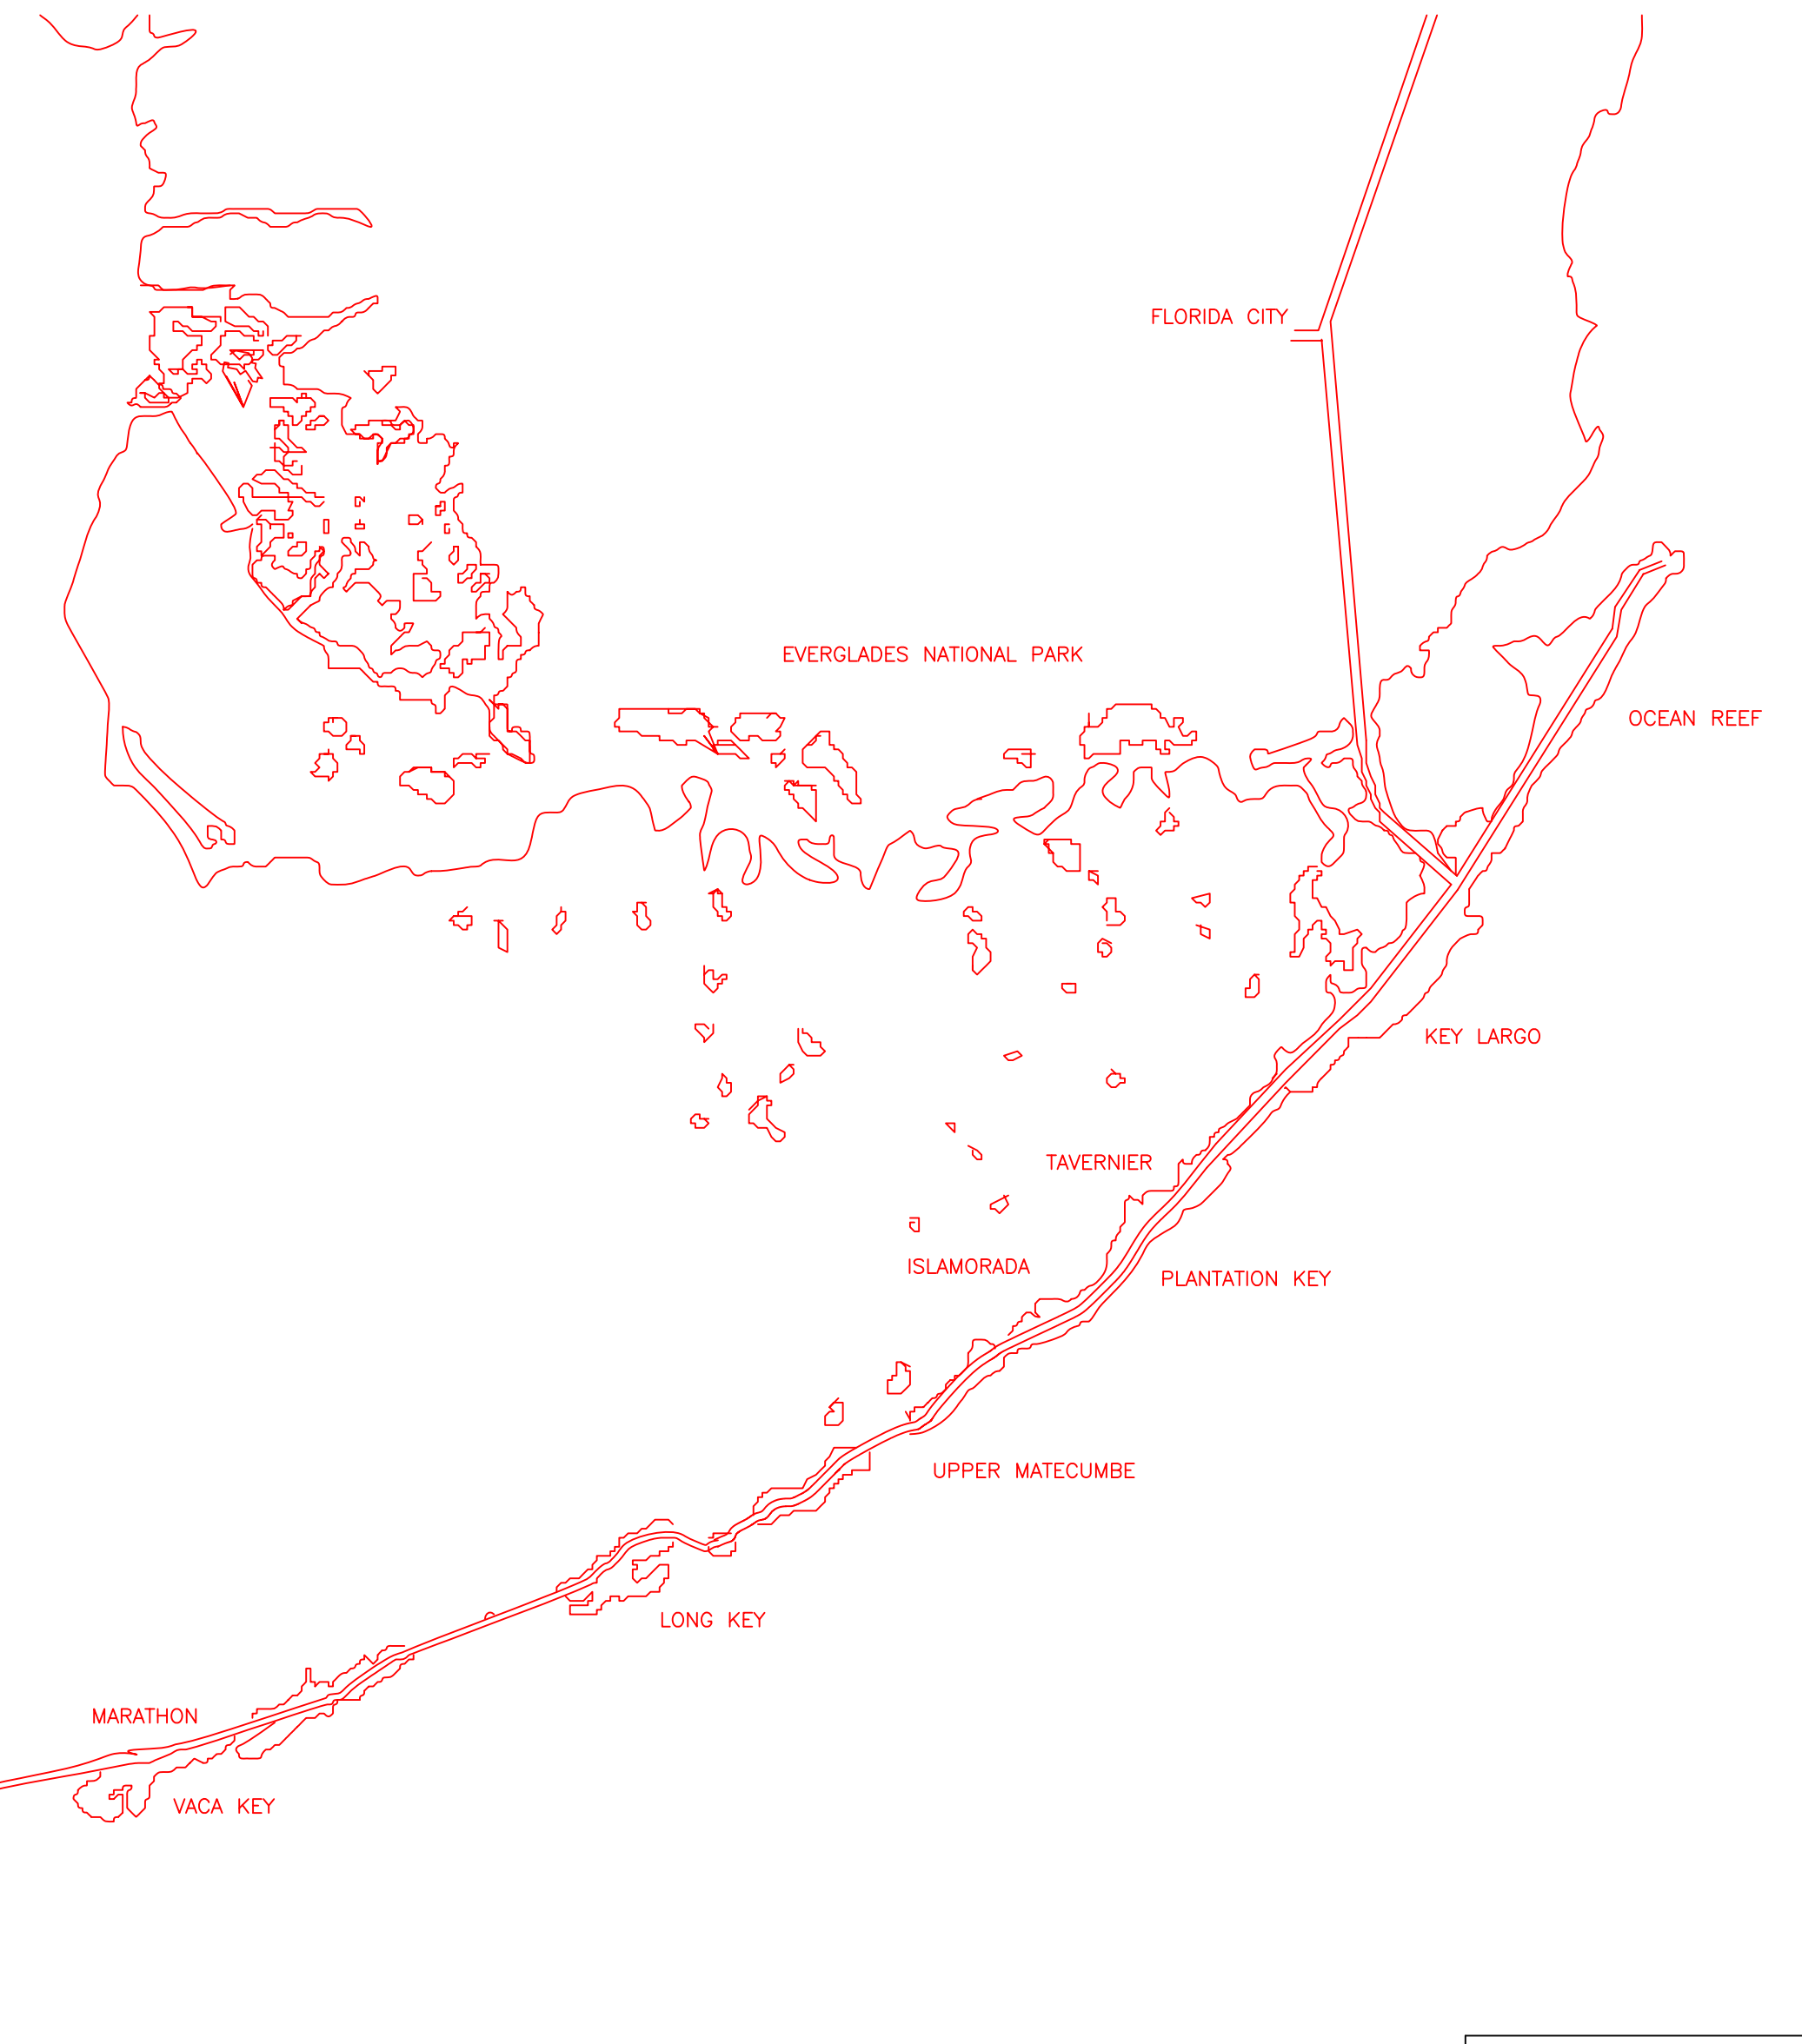 FLORIDA CITY
EVERGLADES NATIONAL PARK
OCEAN REEF
KEY LARGO
TAVERNIER
ISLAMORADA
PLANTATION KEY
UPPER MATECUMBE
LONG KEY
MARATHON
VACA KEY